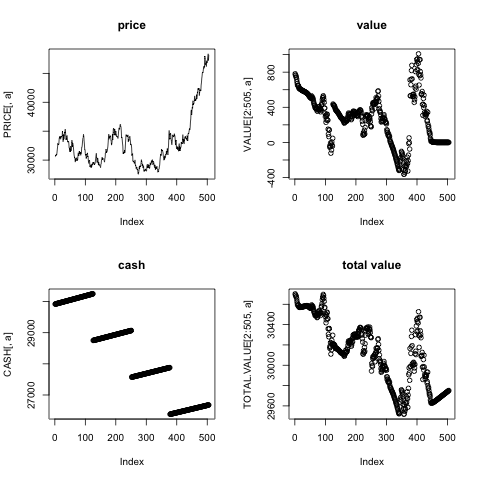 price
PRICE[, a]
40000
30000
0 100 200 300 400 500
Index
value
VALUE[2:505, a]
800
400
0
-400
0 100 200 300 400 500
Index
cash
CASH[, a]
29000
27000
0 100 200 300 400 500
Index
total value
TOTAL.VALUE[2:505, a]
30400
30000
29600
0 100 200 300 400 500
Index